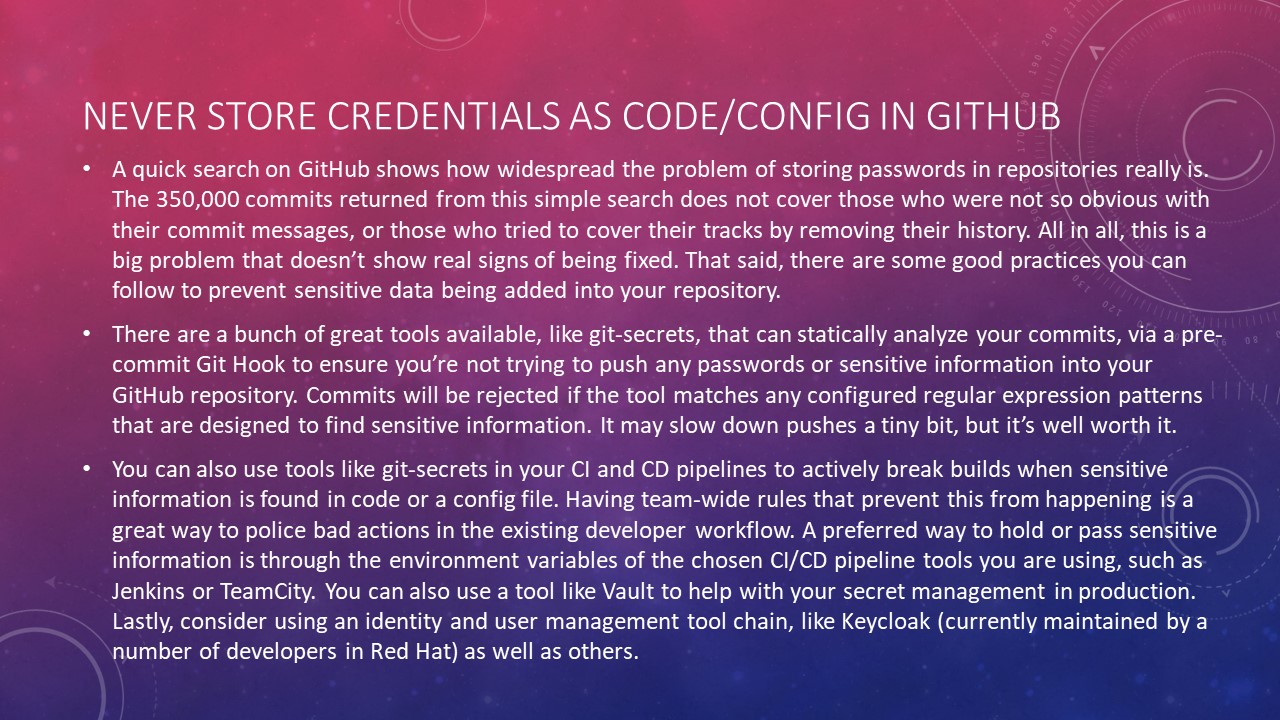 NEVER STORE CREDENTIALS AS CODE/CONFIG IN GITHUB
• A quick search on GitHub shows how widespread the problem of storing passwords in repositories really is.
The 350,000 commits returned from this simple search does not cover those who were not so obvious with
their commit messages, or those who tried to cover their tracks by removing their history. All in all, this is a
big problem that doesn’t show real signs of being fixed. That said, there are some good practices you can
follow to prevent sensitive data being added into your repository.
• There are a bunch of great tools available, like git-secrets, that can statically analyze your commits, via a pre-
commit Git Hook to ensure you’re not trying to push any passwords or sensitive information into your
GitHub repository. Commits will be rejected if the tool matches any configured regular expression patterns
that are designed to find sensitive information. It may slow down pushes a tiny bit, but it’s well worth it.
• You can also use tools like git-secrets in your CI and CD pipelines to actively break builds when sensitive
information is found in code or a config file. Having team-wide rules that prevent this from happening is a
great way to police bad actions in the existing developer workflow. A preferred way to hold or pass sensitive
information is through the environment variables of the chosen CI/CD pipeline tools you are using, such as
Jenkins or TeamCity. You can also use a tool like Vault to help with your secret management in production.
Lastly, consider using an identity and user management tool chain, like Keycloak (currently maintained by a
number of developers in Red Hat) as well as others.